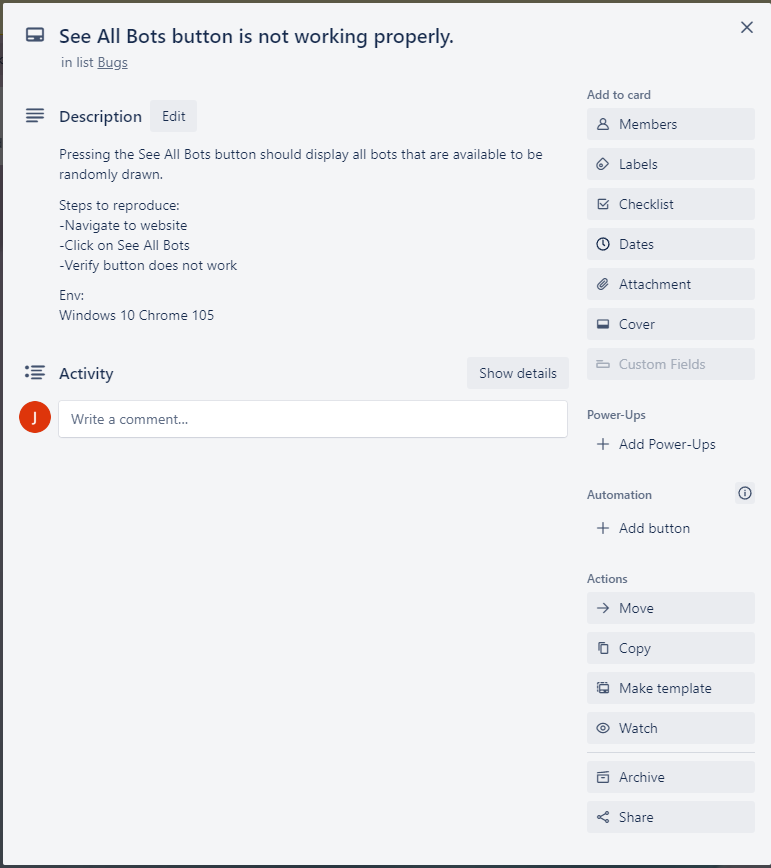 See All Bots button is not working properly.
in list Bugs
Description
Edit
Pressing the See All Bots button should display all bots that are available to be
randomly drawn.
Steps to reproduce:
-Navigate to website
-Click on See All Bots
-Verify button does not work
Env:
Windows 10 Chrome 105
Activity
Show details
J
Write a comment...
Add to card
Members
Labels
Checklist
Dates
Attachment
Cover
Custom Fields
Power-Ups
Add Power-Ups
Automation
Add button
Actions
Move
Copy
Make template
Watch
Archive
Share